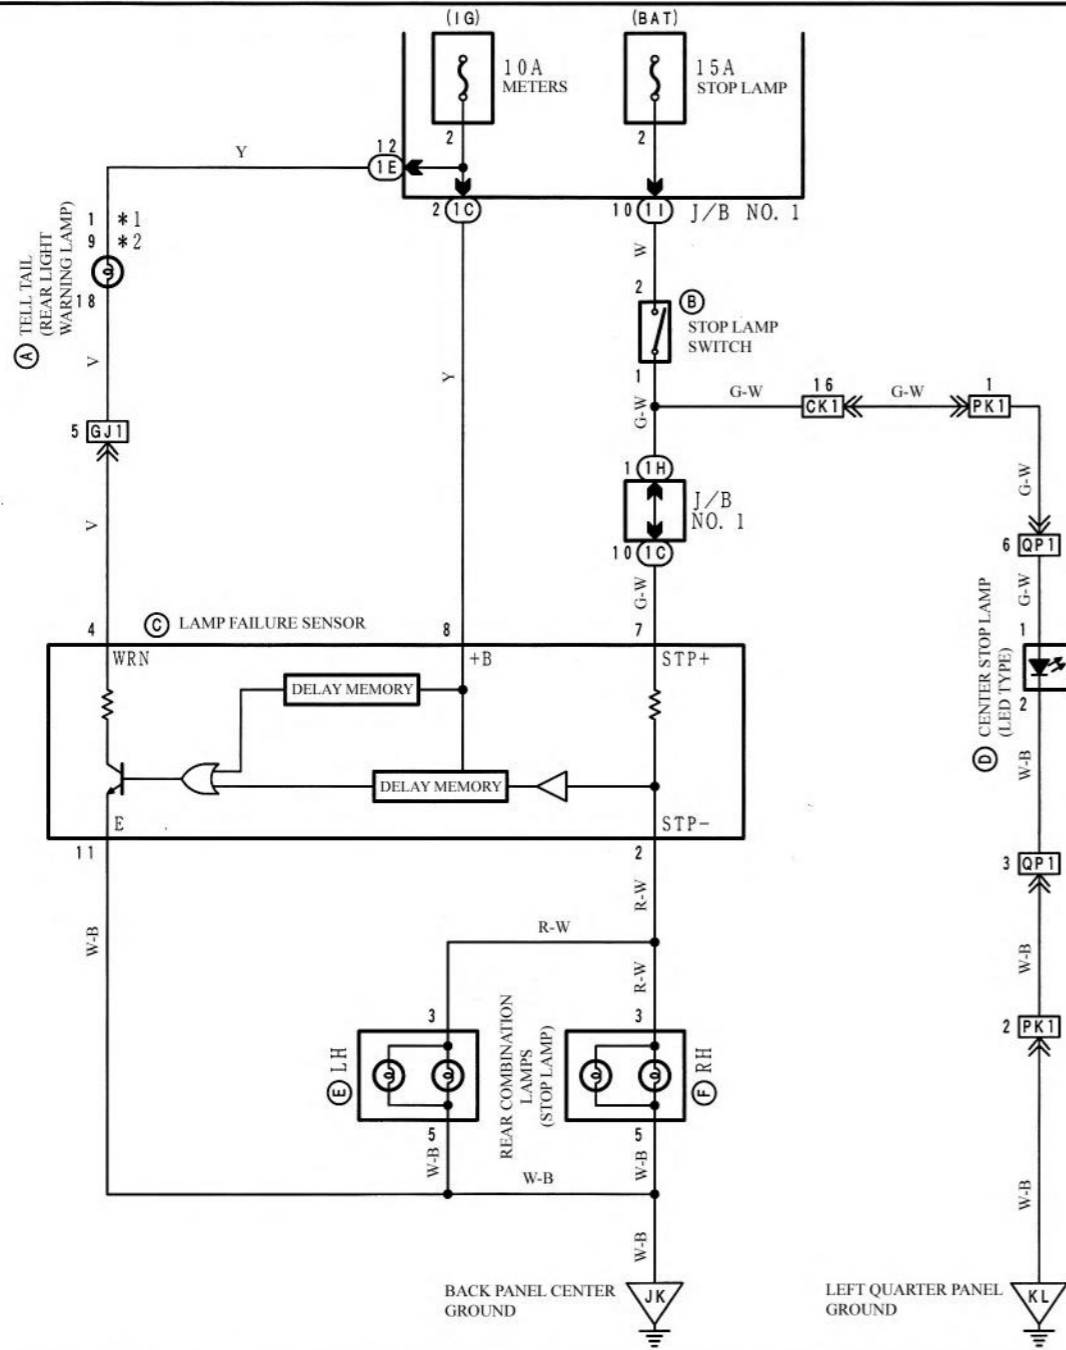 (IG)
(BAT)
10A
METERS
15A
STOP LAMP
2
2
12
1E
Y
2 1C
10 1I
J/B NO. 1
1 *1
9 *2
18
A TELL TAIL
(REAR LIGHT
WARNING LAMP)
W
2
B
STOP LAMP
SWITCH
1
V
Y
G-W
G-W
16
CK1
G-W
1
PK1
5 GJ1
1 1H
J/B
NO. 1
10 1C
G-W
6 QP1
V
G-W
G-W
4
C LAMP FAILURE SENSOR
8
7
1
WRN
+B
STP+
DELAY MEMORY
DELAY MEMORY
2
D CENTER STOP LAMP
(LED TYPE)
W-B
E
STP-
11
2
3 QP1
W-B
R-W
R-W
R-W
W-B
2 PK1
3
3
E LH
REAR COMBINATION
LAMPS
(STOP LAMP)
F RH
5
5
W-B
W-B
W-B
W-B
W-B
BACK PANEL CENTER
GROUND
JK
LEFT QUARTER PANEL
GROUND
KL